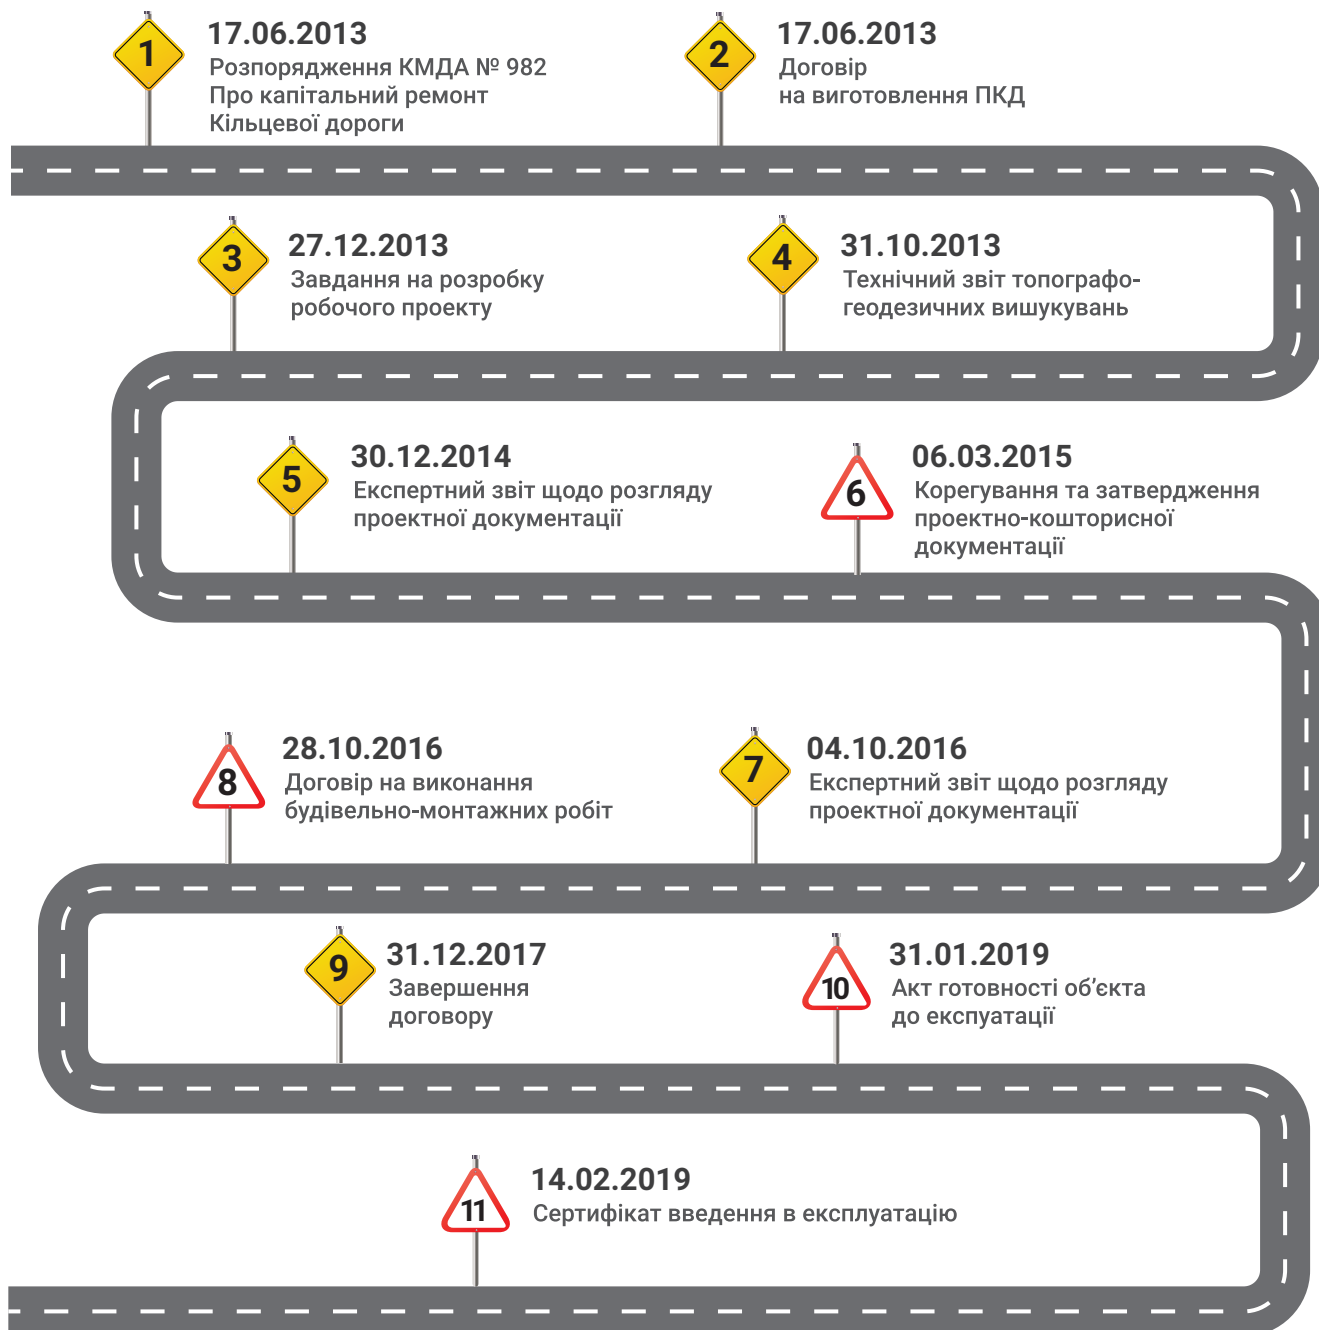 1
17.06.2013
Розпорядження КМДА № 982
Про капітальний ремонт
Кільцевої дороги
2
17.06.2013
Договір
на виготовлення ПКД
3
27.12.2013
Завдання на розробку
робочого проекту
4
31.10.2013
Технічний звіт топографо-
геодезичних вишукувань
5
30.12.2014
Експертний звіт щодо розгляду
проектної документації
6
06.03.2015
Корегування та затвердження
проектно-кошторисної
документації
7
04.10.2016
Експертний звіт щодо розгляду
проектної документації
8
28.10.2016
Договір на виконання
будівельно-монтажних робіт
9
31.12.2017
Завершення
договору
10
31.01.2019
Акт готовності об’єкта
до експуатації
11
14.02.2019
Сертифікат введення в експлуатацію